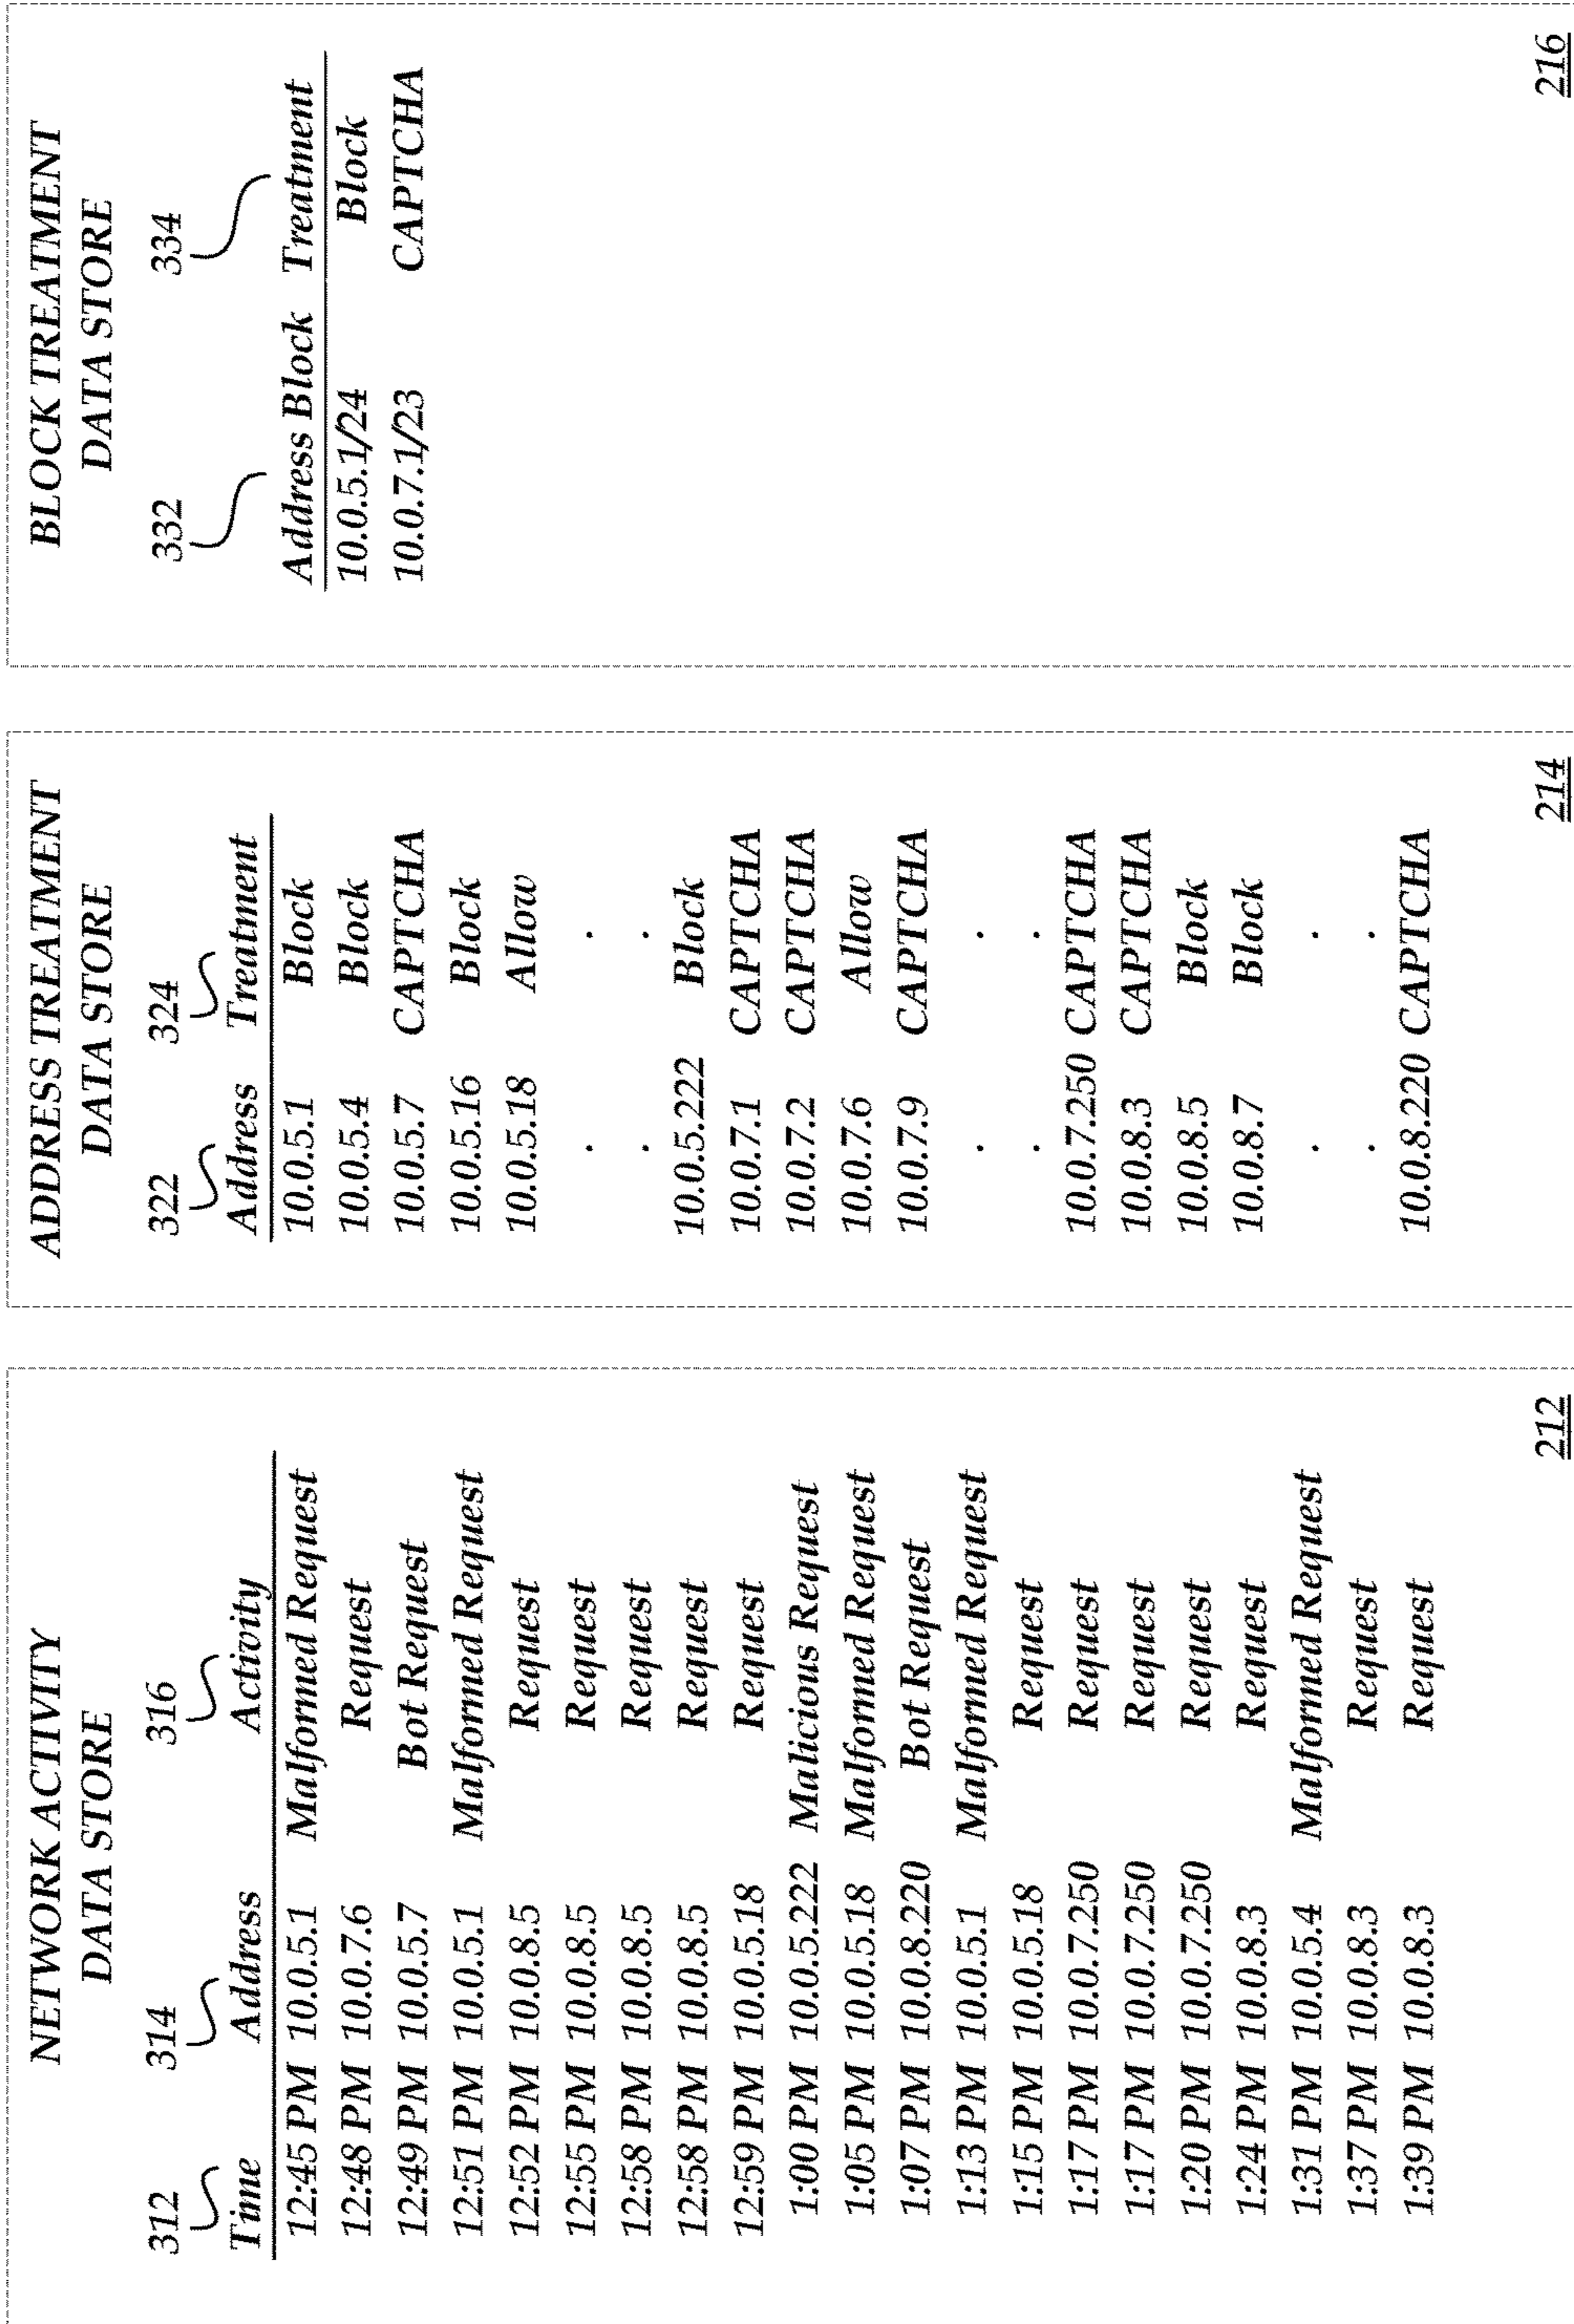 NETWORK ACTIVITY
DATA STORE
312 314 316
Time Address Activity
12:45 PM 10.0.5.1 Malformed Request
12:48 PM 10.0.7.6 Request
12:49 PM 10.0.5.7 Bot Request
12:51 PM 10.0.5.1 Malformed Request
12:52 PM 10.0.8.5 Request
12:55 PM 10.0.8.5 Request
12:58 PM 10.0.8.5 Request
12:58 PM 10.0.8.5 Request
12:59 PM 10.0.5.18 Request
1:00 PM 10.0.5.222 Malicious Request
1:05 PM 10.0.5.18 Malformed Request
1:07 PM 10.0.8.220 Bot Request
1:13 PM 10.0.5.1 Malformed Request
1:15 PM 10.0.5.18 Request
1:17 PM 10.0.7.250 Request
1:17 PM 10.0.7.250 Request
1:20 PM 10.0.7.250 Request
1:24 PM 10.0.8.3 Request
1:31 PM 10.0.5.4 Malformed Request
1:37 PM 10.0.8.3 Request
1:39 PM 10.0.8.3 Request
212
ADDRESS TREATMENT
DATA STORE
322 324
Address Treatment
10.0.5.1 Block
10.0.5.4 Block
10.0.5.7 CAPTCHA
10.0.5.16 Block
10.0.5.18 Allow
. .
. .
10.0.5.222 Block
10.0.7.1 CAPTCHA
10.0.7.2 CAPTCHA
10.0.7.6 Allow
10.0.7.9 CAPTCHA
. .
. .
10.0.7.250 CAPTCHA
10.0.8.3 CAPTCHA
10.0.8.5 Block
10.0.8.7 Block
. .
. .
10.0.8.220 CAPTCHA
214
BLOCK TREATMENT
DATA STORE
332 334
Address Block Treatment
10.0.5.1/24 Block
10.0.7.1/23 CAPTCHA
216